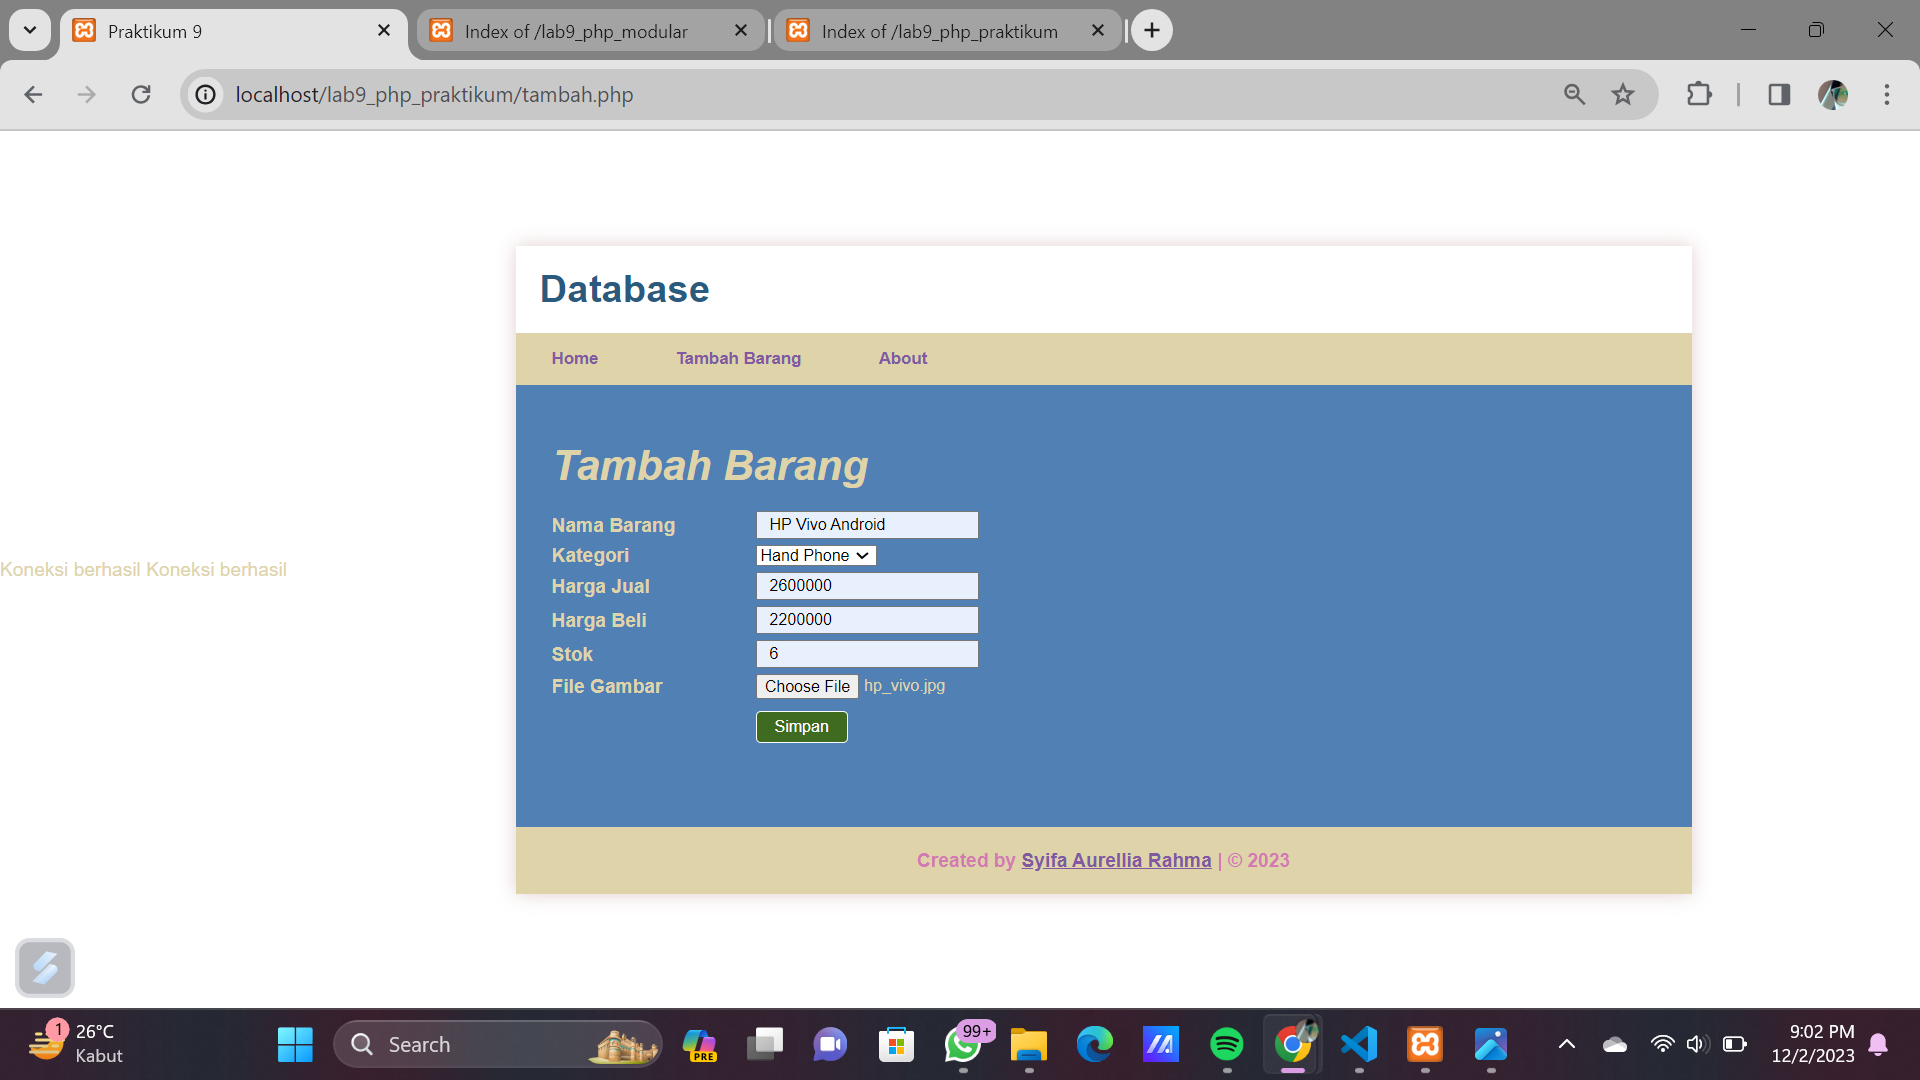 Praktikum 9
Index of /lab9_php_modular
Index of /lab9_php_praktikum
localhost/lab9_php_praktikum/tambah.php
Database
Home Tambah Barang About
Tambah Barang
Nama Barang HP Vivo Android
Kategori Hand Phone
Koneksi berhasil Koneksi berhasil
Harga Jual 2600000
Harga Beli 2200000
Stok 6
File Gambar Choose File hp_vivo.jpg
Simpan
Created by Syifa Aurellia Rahma | © 2023
1 26°C
Kabut
Search
PRE
99+
9:02 PM
12/2/2023